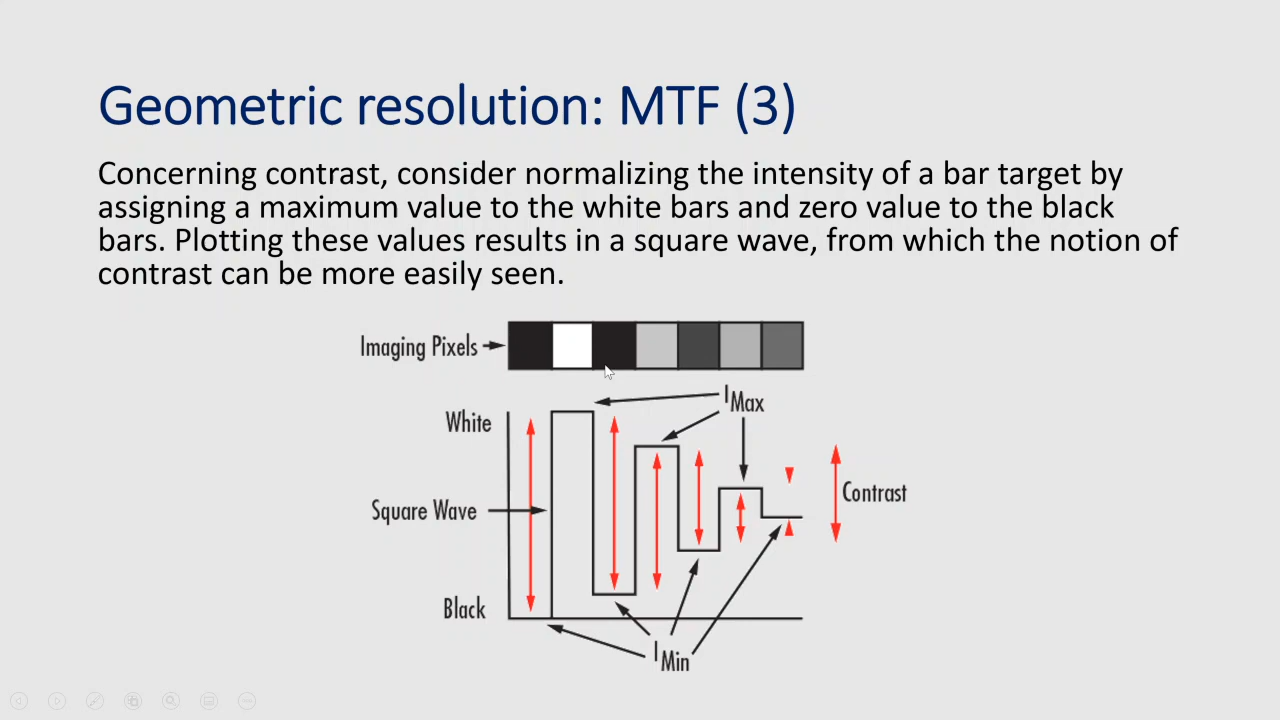 Geometric resolution: MTF (3)
Concerning contrast, consider normalizing the intensity of a bar target by
assigning a maximum value to the white bars and zero value to the black
bars. Plotting these values results in a square wave, from which the notion of
contrast can be more easily seen.
Imaging Pixels
I Max
White
Contrast
Square Wave
Black
I Min